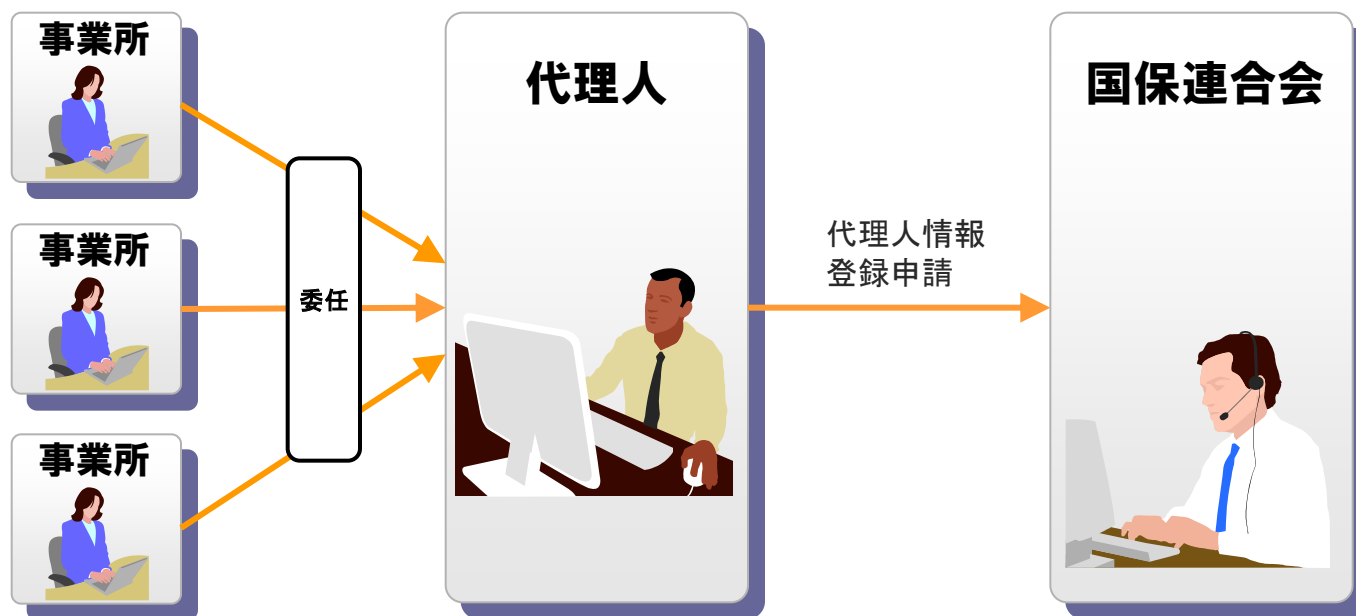 事業所
事業所
事業所
委任
代理人
代理人情報
登録申請
国保連合会